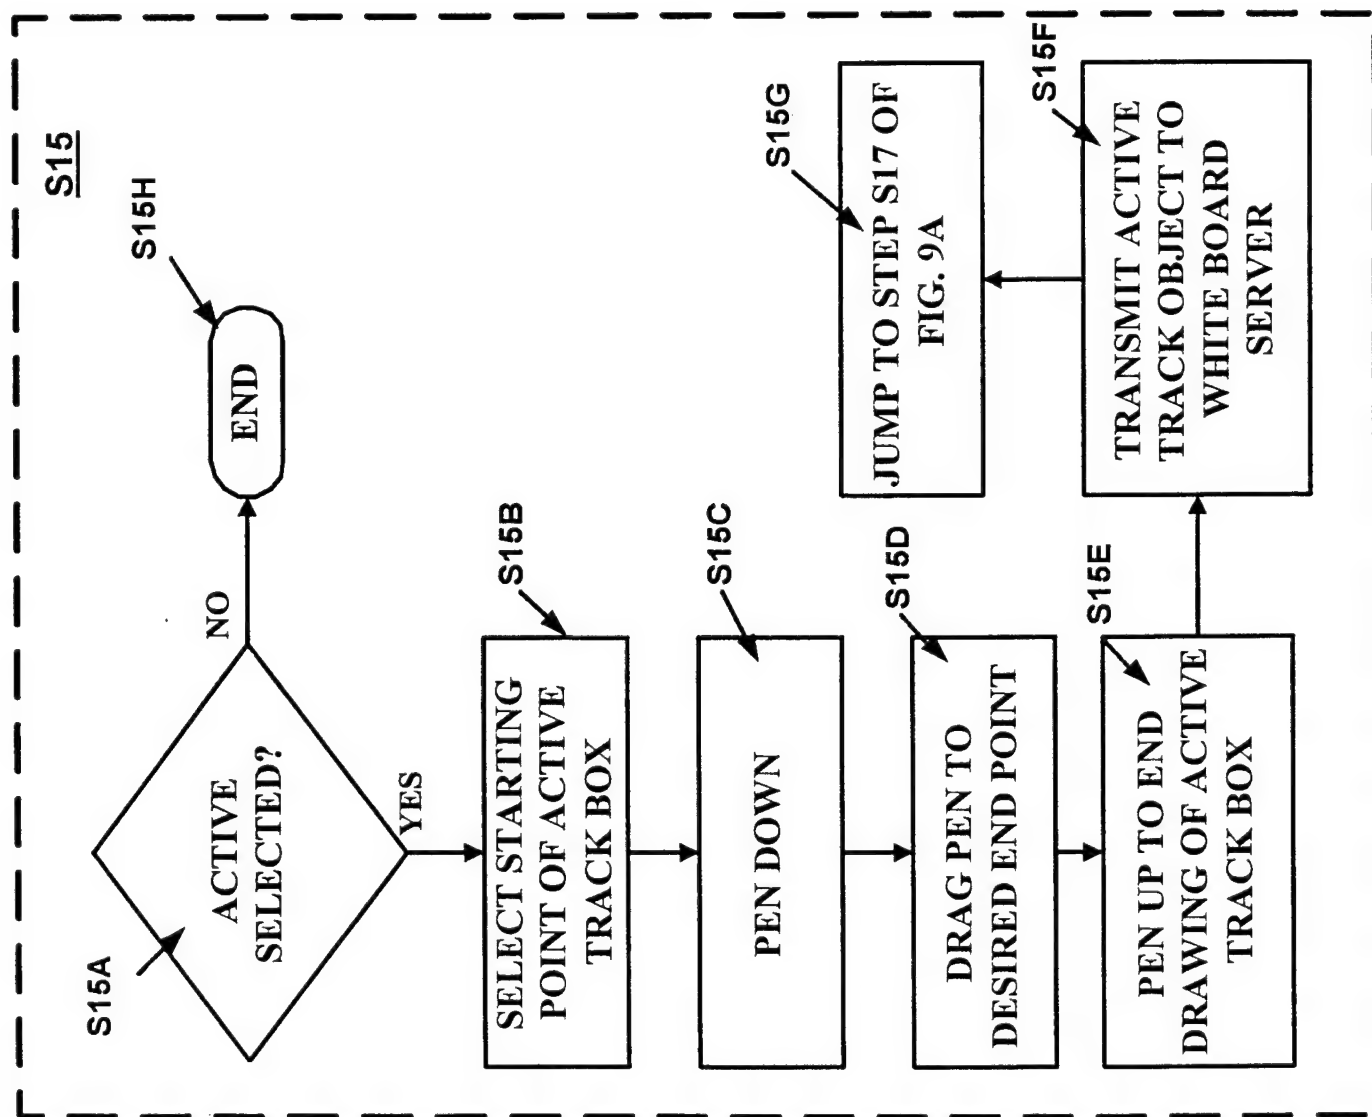 S15
S15A
ACTIVE
SELECTED?
NO
S15H
END
YES
S15B
SELECT STARTING
POINT OF ACTIVE
TRACK BOX
S15C
PEN DOWN
S15D
DRAG PEN TO
DESIRED END POINT
S15E
PEN UP TO END
DRAWING OF ACTIVE
TRACK BOX
S15F
TRANSMIT ACTIVE
TRACK OBJECT TO
WHITE BOARD
SERVER
S15G
JUMP TO STEP S17 OF
FIG. 9A